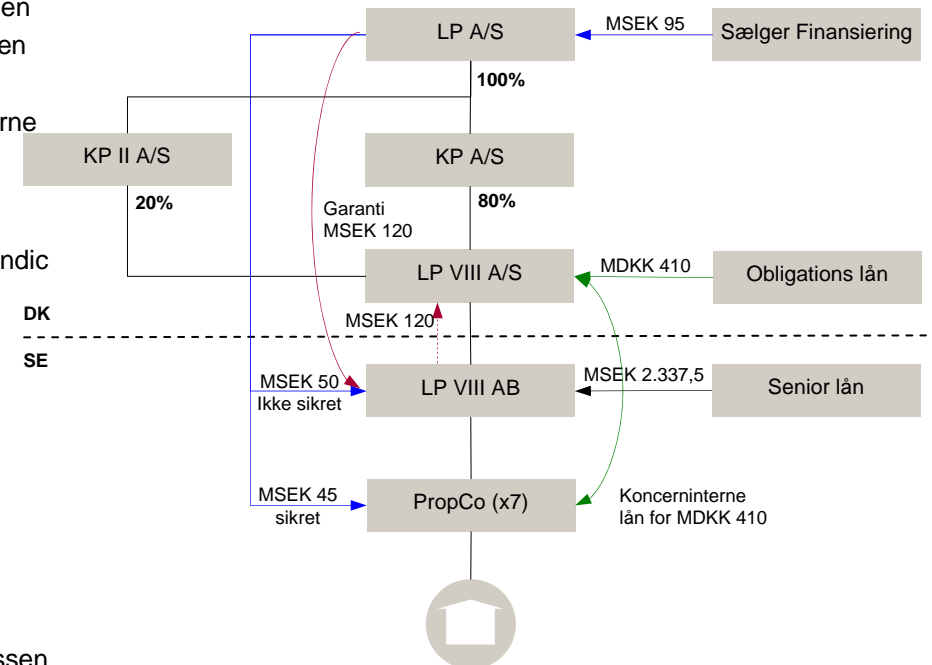 en
LP A/S
MSEK 95
Sælger Finansiering
en
100%
rne
KP II A/S
KP A/S
20%
80%
Garanti
MSEK 120
ndic
LP VIII A/S
MDKK 410
Obligations lån
DK
MSEK 120
SE
MSEK 50
Ikke sikret
LP VIII AB
MSEK 2.337,5
Senior lån
MSEK 45
sikret
PropCo (x7)
Koncerninterne
lån for MDKK 410
ssen